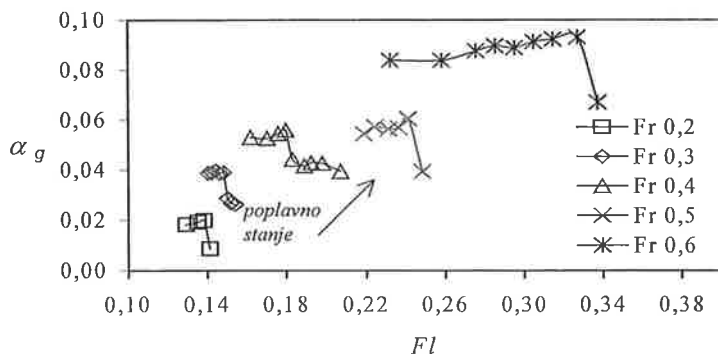 0,10
0,08
0,06
0,04
0,02
0,00
α g
0,10 0,14 0,18 0,22 0,26 0,30 0,34 0,38
Fl
poplavno
stanje
Fr 0,2
Fr 0,3
Fr 0,4
Fr 0,5
Fr 0,6